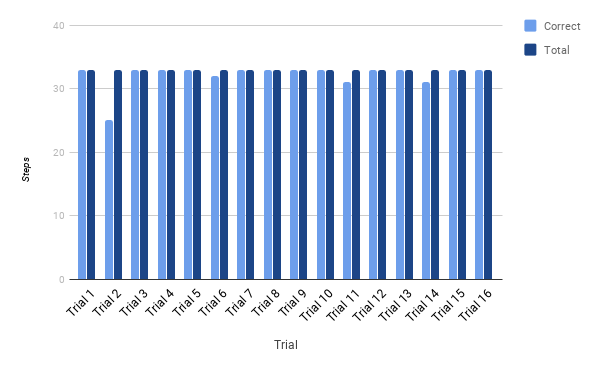 Correct
Total
40
30
20
10
0
Steps
Trial 1
Trial 2
Trial 3
Trial 4
Trial 5
Trial 6
Trial 7
Trial 8
Trial 9
Trial 10
Trial 11
Trial 12
Trial 13
Trial 14
Trial 15
Trial 16
Trial